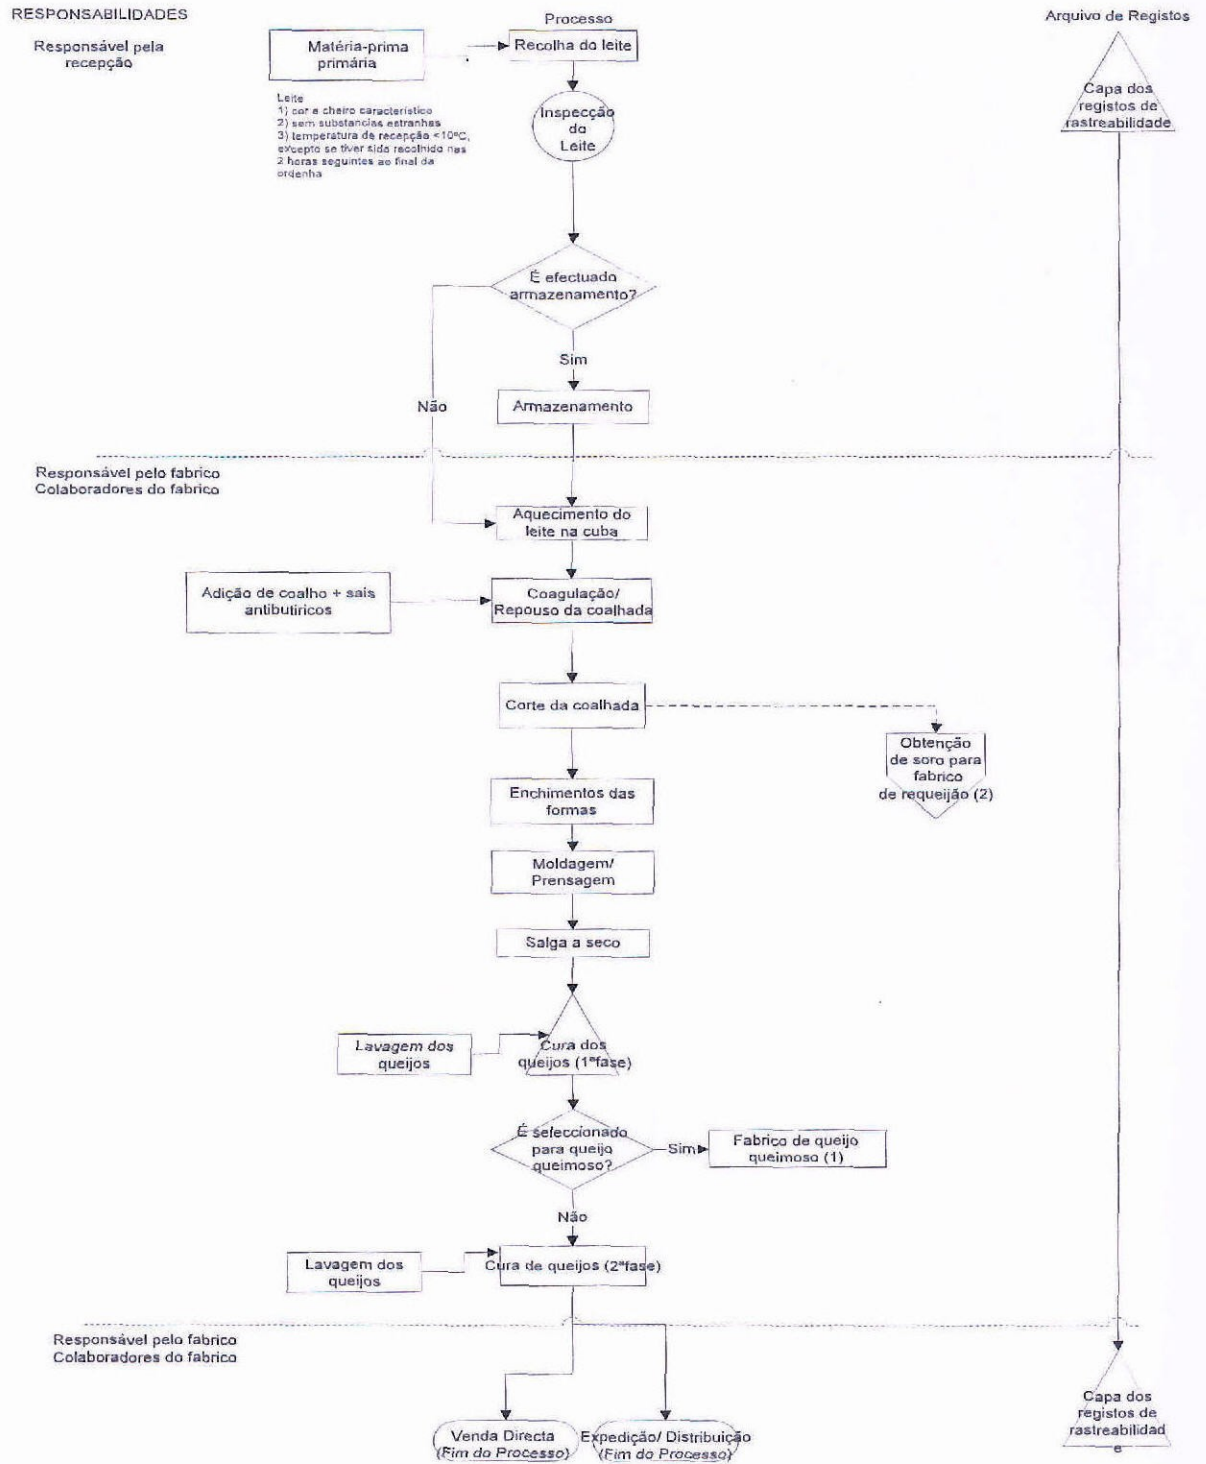 RESPONSABILIDADES
Processo
Arquivo de Registos
Responsável pela
recepção
Matéria-prima
primária
Recolha do leite
Leite
1) cor e cheiro característico
2) sem substancias estranhas
3) temperatura de recepção <10ºC,
excepto se tiver sido recolhido nas
2 horas seguintes ao final da
ordenha
Inspecção
do
Leite
Capa dos
registos de
rastreabilidade
É efectuado
armazenamento?
Sim
Não
Armazenamento
Responsável pelo fabrico
Colaboradores do fabrico
Aquecimento do
leite na cuba
Adição de coalho + sais
antibutiricos
Coagulação/
Repouso da coalhada
Corte da coalhada
Obtenção
de soro para
fabrico
de requeijão (2)
Enchimentos das
formas
Moldagem/
Prensagem
Salga a seco
Lavagem dos
queijos
Cura dos
queijos (1ªfase)
É seleccionado
para queijo
queimoso?
Sim
Fabrico de queijo
queimoso (1)
Não
Lavagem dos
queijos
Cura de queijos (2ªfase)
Responsável pelo fabrico
Colaboradores do fabrico
Venda Directa
(Fim do Processo)
Expedição/ Distribuição
(Fim do Processo)
Capa dos
registos de
rastreabilidad
e